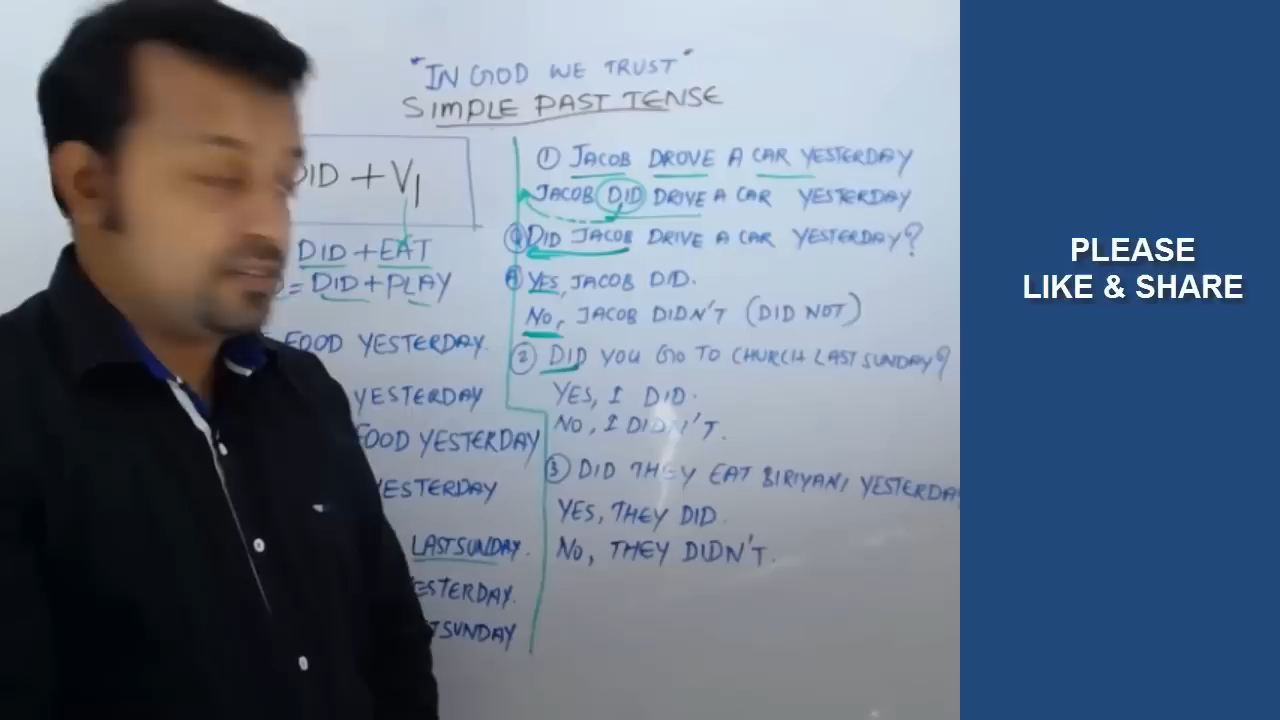 "IN GOD WE TRUST"
SIMPLE PAST TENSE
DID + V1
DID + EAT
= DID + PLAY
FOOD YESTERDAY.
YESTERDAY
FOOD YESTERDAY
YESTERDAY
LAST SUNDAY.
YESTERDAY.
SUNDAY
① JACOB DROVE A CAR YESTERDAY
JACOB DID DRIVE A CAR YESTERDAY
Q DID JACOB DRIVE A CAR YESTERDAY?
A YES, JACOB DID.
NO, JACOB DIDN'T (DID NOT)
② DID YOU GO TO CHURCH LAST SUNDAY?
YES, I DID.
NO, I DIDN'T.
③ DID THEY EAT BIRIYANI YESTERDA
YES, THEY DID.
NO, THEY DIDN'T.
PLEASE
LIKE & SHARE